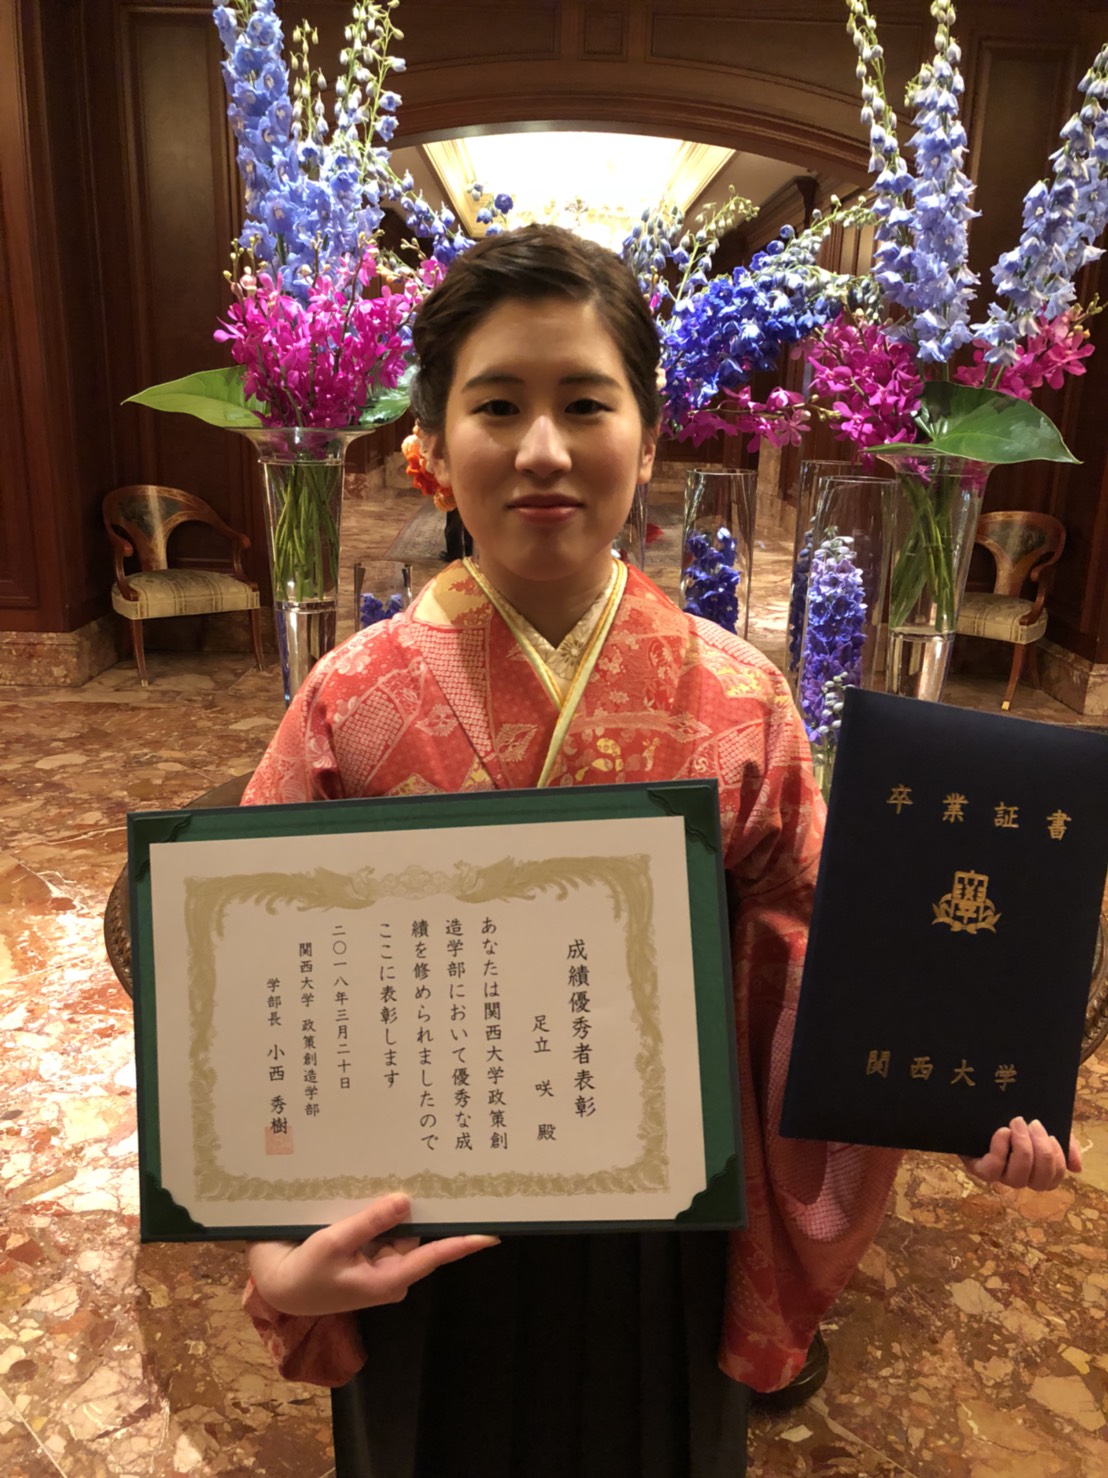 成績優秀者表彰
足立 咲 殿
あなたは関西大学政策創
造学部において優秀な成
績を修められましたので
ここに表彰します
二〇一八年三月二十日
関西大学 政策創造学部
学部長 小西 秀樹
卒業証書
関西大学